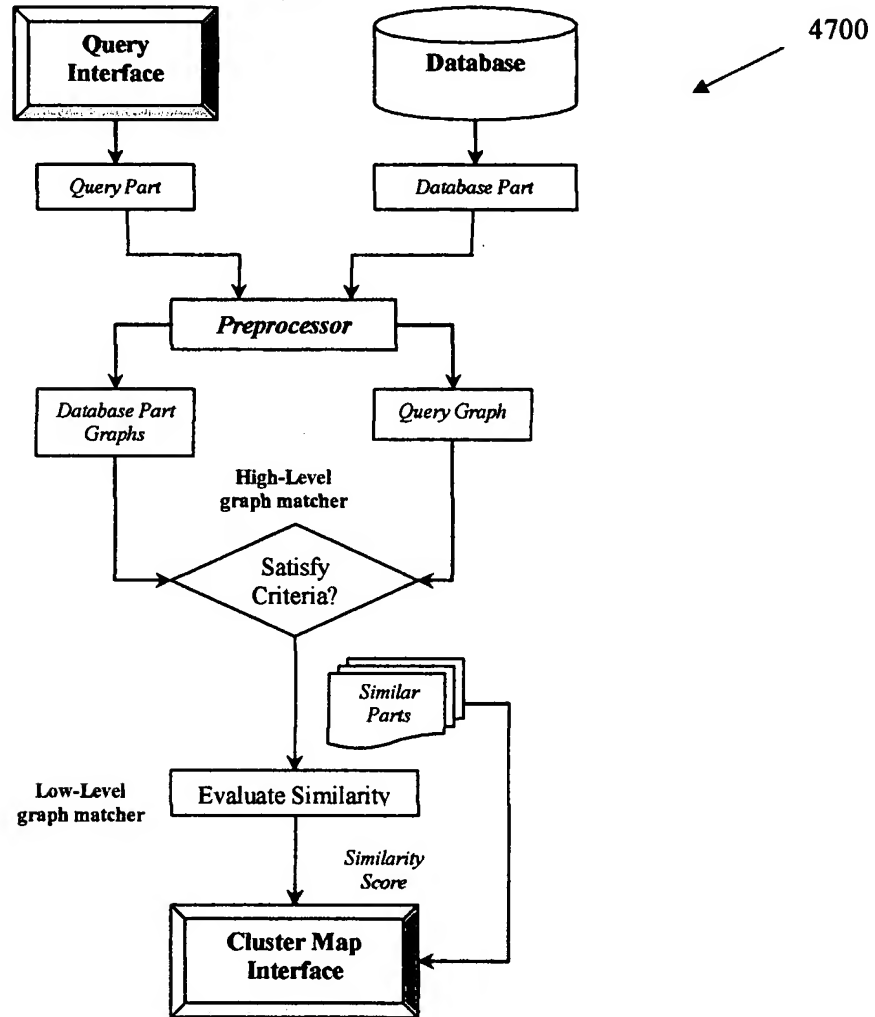 4700
Query
Interface
Database
Query Part
Database Part
Preprocessor
Database Part
Graphs
Query Graph
High-Level
graph matcher
Satisfy
Criteria?
Similar
Parts
Low-Level
graph matcher
Evaluate Similarity
Similarity
Score
Cluster Map
Interface